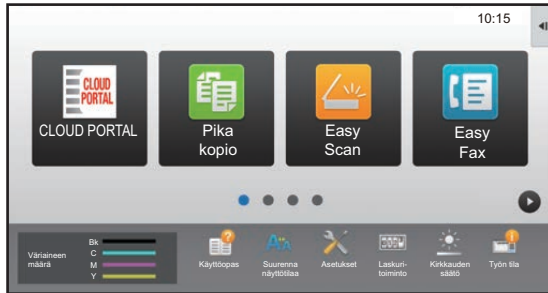 10:15
CLOUD
PORTAL
CLOUD PORTAL
Pika
kopio
Easy
Scan
Easy
Fax
Väriaineen
määrä
Bk
C
M
Y
Käyttöopas
Suurenna
näyttötilaa
Asetukset
Laskuri-
toiminto
Kirkkauden
säätö
Työn tila